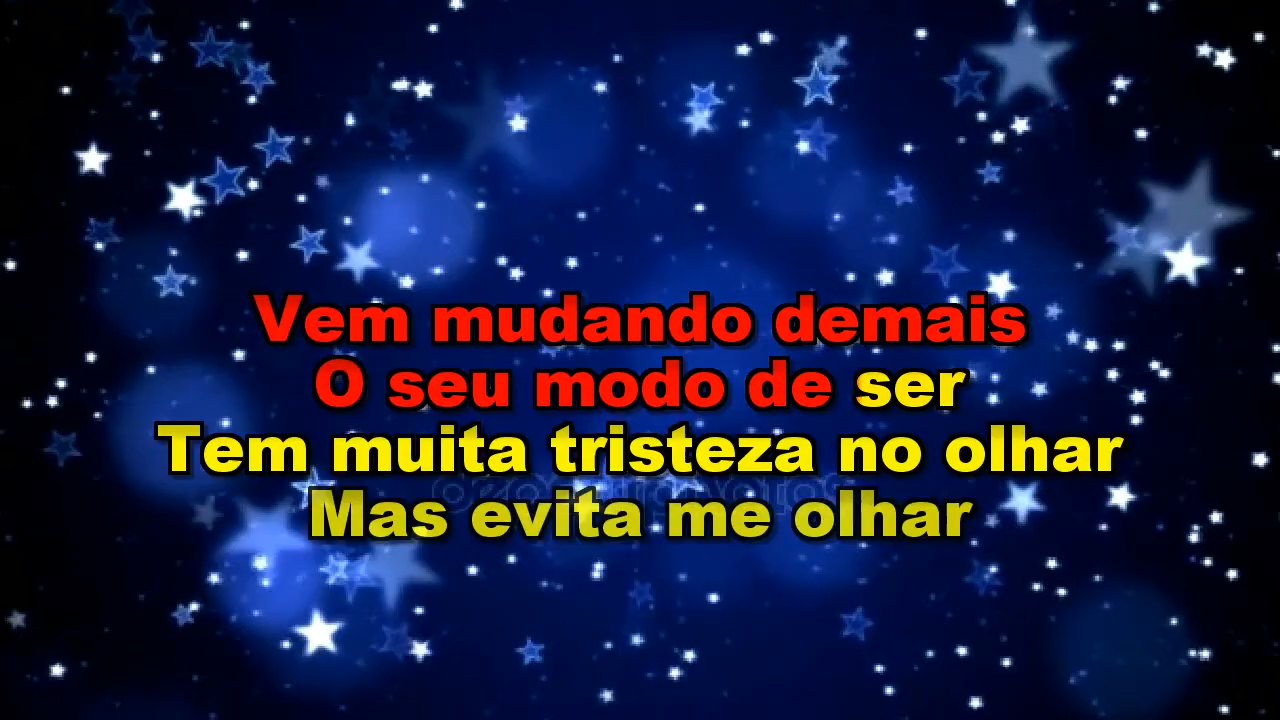 Vem mudando demais
O seu modo de ser
Tem muita tristeza no olhar
Mas evita me olhar